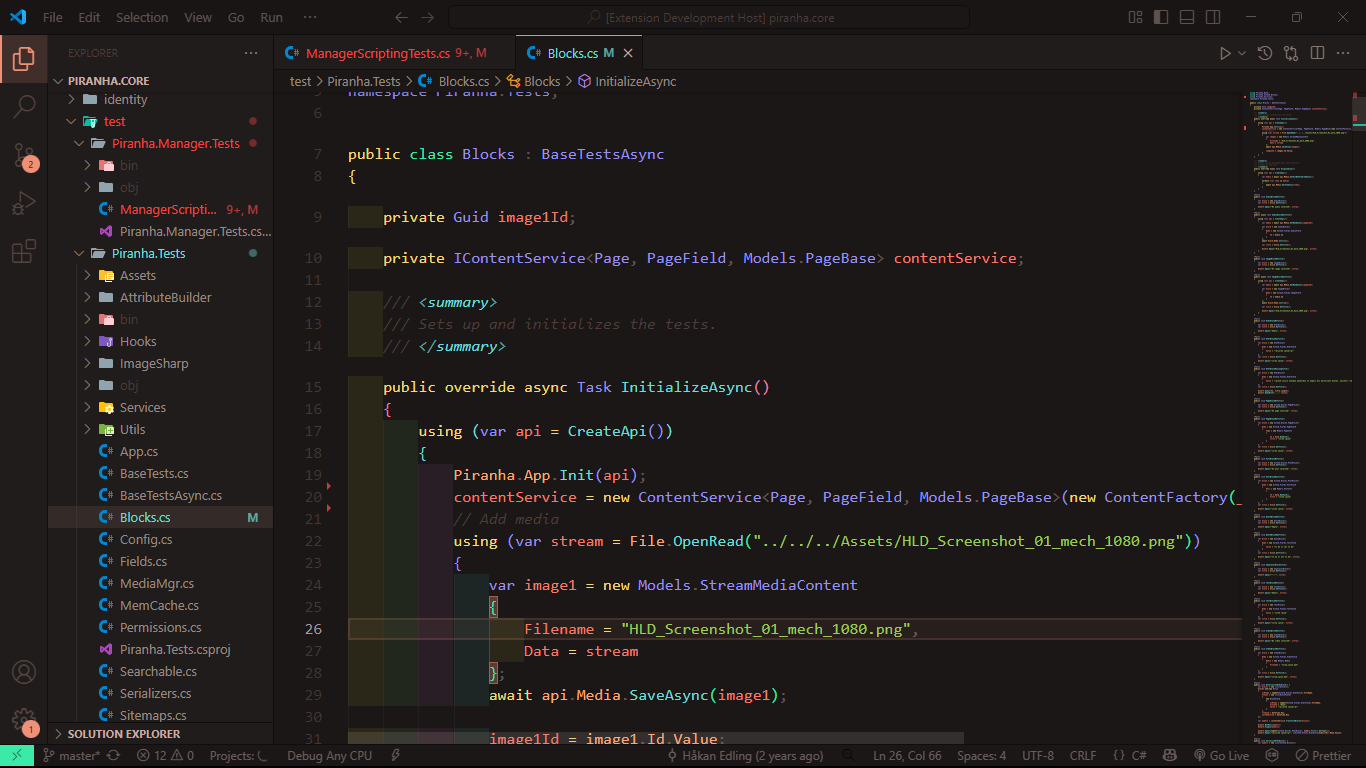 File Edit Selection View Go Run ··· [Extension Development Host] piranha.core
EXPLORER
PIRANHA.CORE
identity
test
Piranha.Manager.Tests
bin
obj
ManagerScripti... 9+, M
Piranha.Manager.Tests.cs...
Piranha.Tests
Assets
AttributeBuilder
bin
Hooks
ImageSharp
obj
Services
Utils
App.cs
BaseTests.cs
BaseTestsAsync.cs
Blocks.cs M
Config.cs
Fields.cs
MediaMgr.cs
MemCache.cs
Permissions.cs
Piranha.Tests.csproj
Searchable.cs
Serializers.cs
Sitemaps.cs
SOLUTION EXPLORER
2
1
ManagerScriptingTests.cs 9+, M Blocks.cs M
test > Piranha.Tests > Blocks.cs > Blocks > InitializeAsync
5 namespace Piranha.Tests;
6
7 public class Blocks : BaseTestsAsync
8 {
9 private Guid image1Id;
10 private IContentService<Page, PageField, Models.PageBase> contentService;
11
12 /// <summary>
13 /// Sets up and initializes the tests.
14 /// </summary>
15 public override async Task InitializeAsync()
16 {
17 using (var api = CreateApi())
18 {
19 Piranha.App.Init(api);
20 contentService = new ContentService<Page, PageField, Models.PageBase>(new ContentFactory(_
21 // Add media
22 using (var stream = File.OpenRead("../../../Assets/HLD_Screenshot_01_mech_1080.png"))
23 {
24 var image1 = new Models.StreamMediaContent
25 {
26 Filename = "HLD_Screenshot_01_mech_1080.png",
27 Data = stream
28 };
29 await api.Media.SaveAsync(image1);
30
31 image1Id = image1.Id.Value;
master* 12 0 Projects: Debug Any CPU Håkan Edling (2 years ago) Ln 26, Col 66 Spaces: 4 UTF-8 CRLF { } C# Go Live Prettier